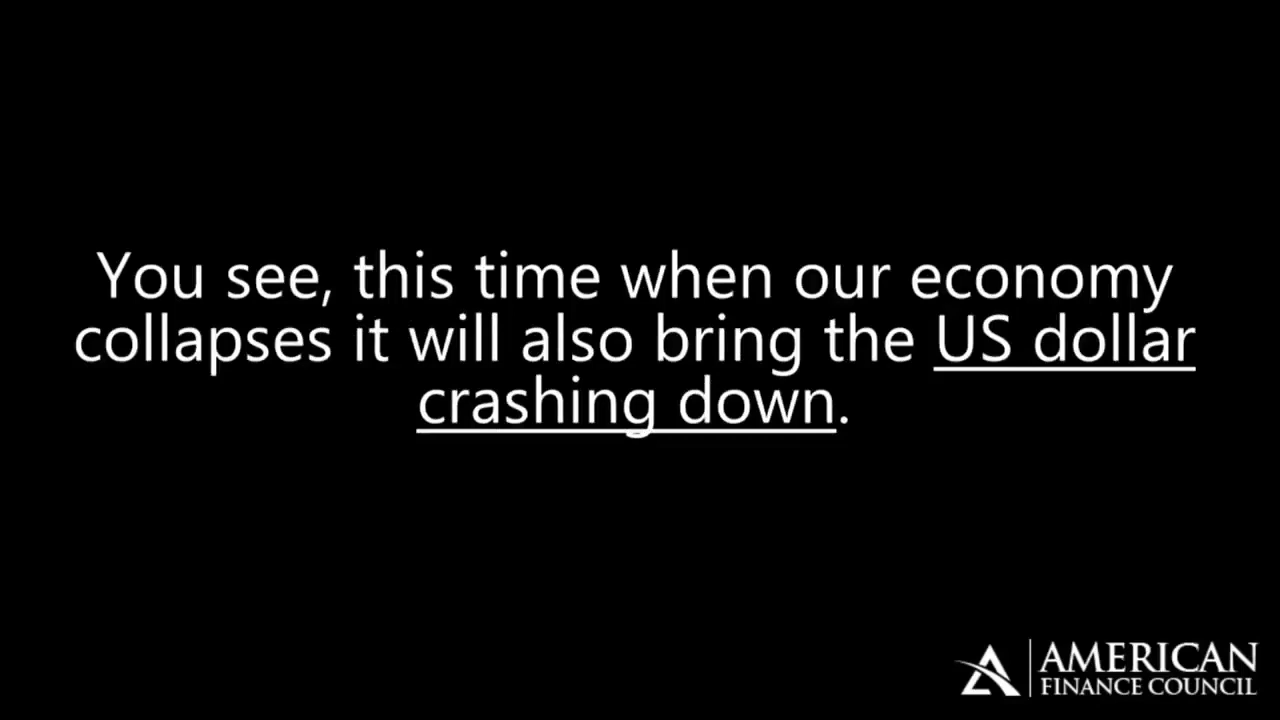 You see, this time when our economy
collapses it will also bring the US dollar
crashing down.
AMERICAN
FINANCE COUNCIL